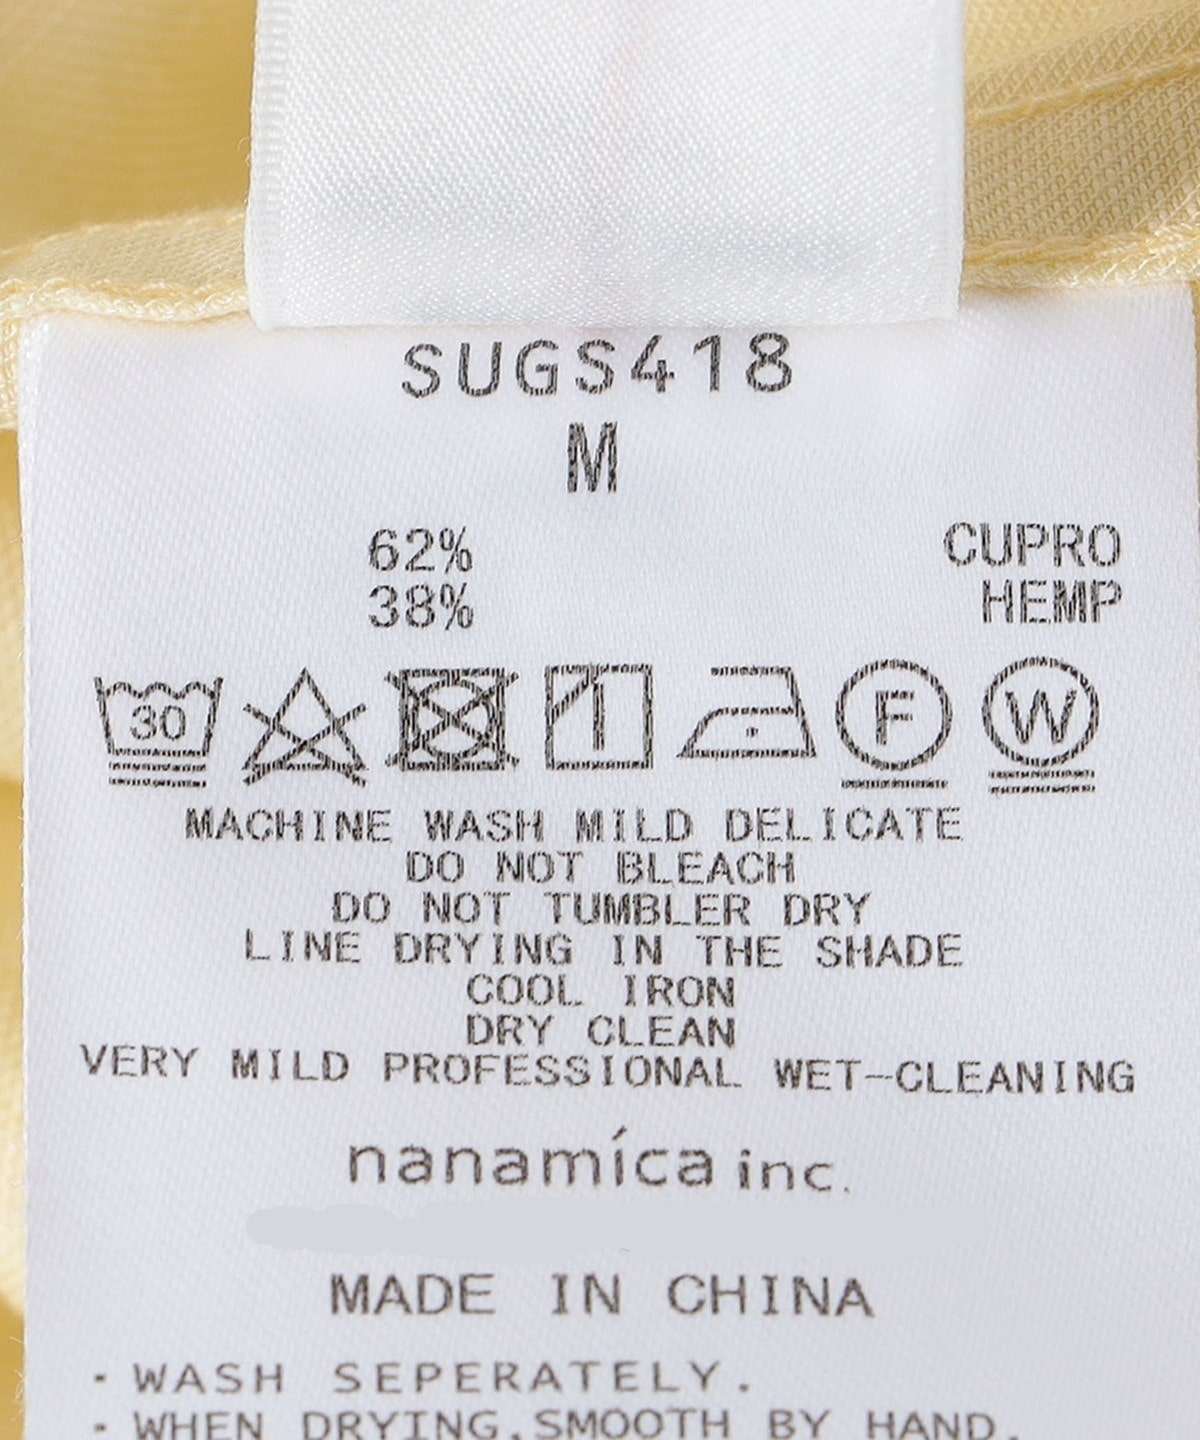 SUGS418
M
62% CUPRO
38% HEMP
30 F W
MACHINE WASH MILD DELICATE
DO NOT BLEACH
DO NOT TUMBLER DRY
LINE DRYING IN THE SHADE
COOL IRON
DRY CLEAN
VERY MILD PROFESSIONAL WET-CLEANING
nanamíca inc.
MADE IN CHINA
・WASH SEPERATELY.
・WHEN DRYING,SMOOTH BY HAND.